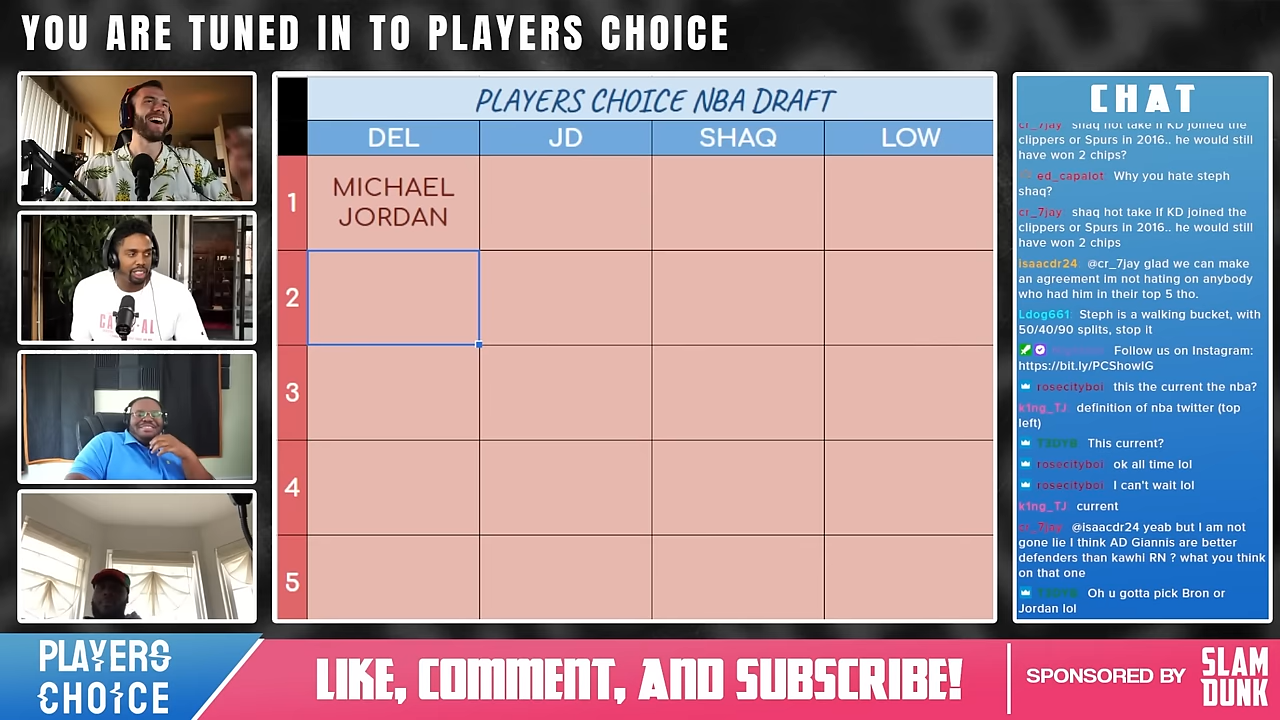 YOU ARE TUNED IN TO PLAYERS CHOICE
PLAYERS CHOICE NBA DRAFT
DEL JD SHAQ LOW
1 MICHAEL
JORDAN
2
3
4
5
CHAT
cr_7jay: shaq hot take if KD joined the
clippers or Spurs in 2016.. he would still
have won 2 chips?
ed_capalot: Why you hate steph
shaq?
cr_7jay: shaq hot take if KD joined the
clippers or Spurs in 2016.. he would still
have won 2 chips
isaacdr24: @cr_7jay glad we can make
an agreement im not hating on anybody
who had him in their top 5 tho.
Ldog661: Steph is a walking bucket, with
50/40/90 splits, stop it
Follow us on Instagram:
https://bit.ly/PCShowIG
rosecityboi: this the current the nba?
k1ng_TJ: definition of nba twitter (top
left)
This current?
rosecityboi: ok all time lol
rosecityboi: I can't wait lol
k1ng_TJ: current
cr_7jay: @isaacdr24 yeab but I am not
gone lie I think AD Giannis are better
defenders than kawhi RN ? what you think
on that one
Oh u gotta pick Bron or
Jordan lol
PLAYERS
CHOICE
LIKE, COMMENT, AND SUBSCRIBE!
SPONSORED BY
SLAM
DUNK